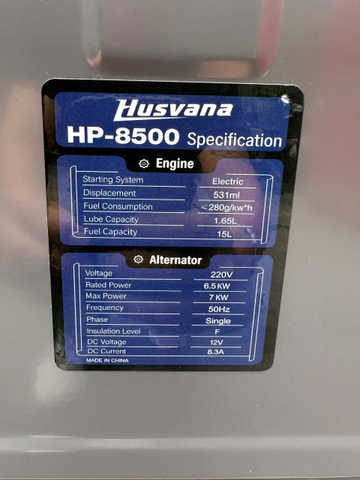 Husvana
HP-8500 Specification
Engine
Starting System Electric
Displacement 531ml
Fuel Consumption ≤280g/kw*h
Lube Capacity 1.65L
Fuel Capacity 15L
Alternator
Voltage 220V
Rated Power 6.5KW
Max Power 7 KW
Frequency 50Hz
Phase Single
Insulation Level F
DC Voltage 12V
DC Current 8.3A
MADE IN CHINA